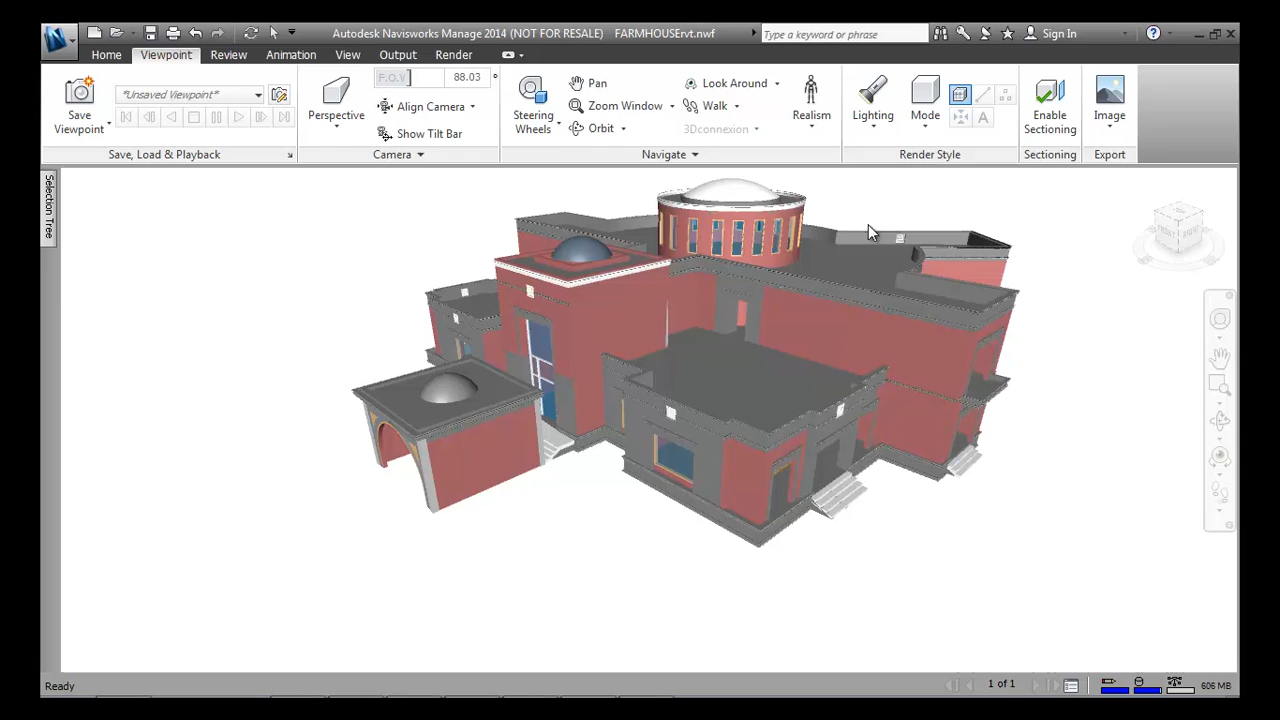 Autodesk Navisworks Manage 2014 (NOT FOR RESALE) FARMHOUSErvt.nwf
Type a keyword or phrase
Sign In
Home Viewpoint Review Animation View Output Render
Save Viewpoint
*Unsaved Viewpoint*
Save, Load & Playback
Perspective
F.O.V. 88.03 °
Align Camera
Show Tilt Bar
Camera
Steering Wheels
Pan
Zoom Window
Orbit
Look Around
Walk
3Dconnexion
Realism
Navigate
Lighting
Mode
A
Render Style
Enable Sectioning
Sectioning
Image
Export
Selection Tree
FRONT RIGHT
Ready
1 of 1
606 MB